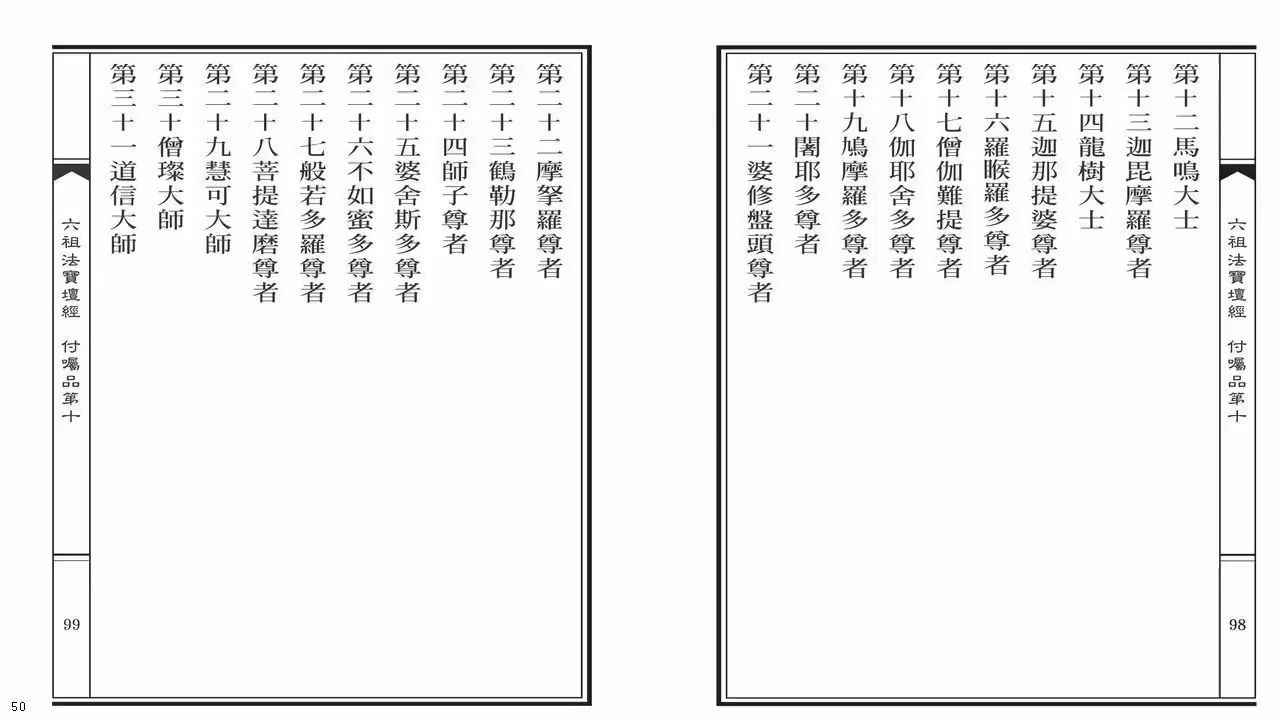 六祖法寶壇經 付囑品第十
98
第十二馬鳴大士
第十三迦毘摩羅尊者
第十四龍樹大士
第十五迦那提婆尊者
第十六羅睺羅多尊者
第十七僧伽難提尊者
第十八伽耶舍多尊者
第十九鳩摩羅多尊者
第二十闍耶多尊者
第二十一婆修盤頭尊者
第二十二摩拏羅尊者
第二十三鶴勒那尊者
第二十四師子尊者
第二十五婆舍斯多尊者
第二十六不如蜜多尊者
第二十七般若多羅尊者
第二十八菩提達磨尊者
第二十九慧可大師
第三十僧璨大師
第三十一道信大師
六祖法寶壇經 付囑品第十
99
50